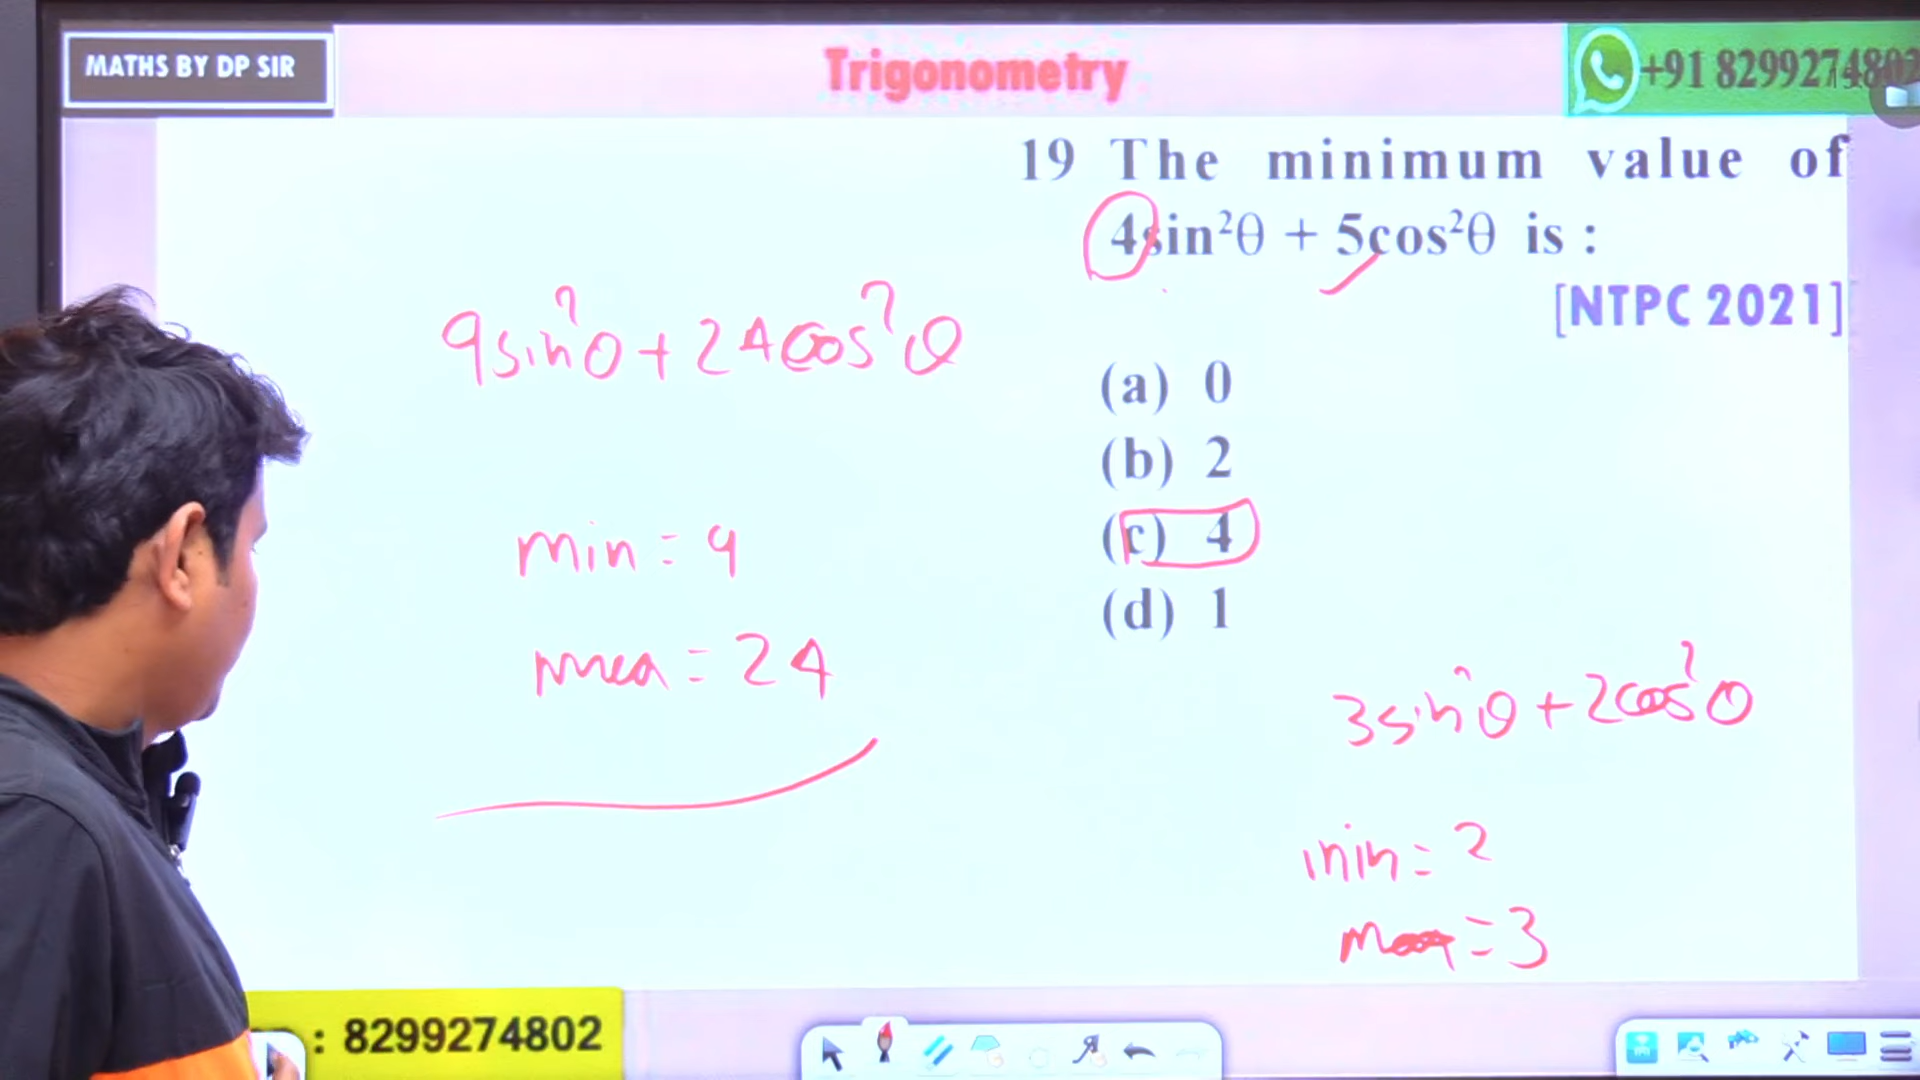 MATHS BY DP SIR
Trigonometry
+91 8299274802
19 The minimum value of
4sin²θ + 5cos²θ is :
[NTPC 2021]
(a) 0
(b) 2
(c) 4
(d) 1
9sin²θ+24cos²θ
min = 9
max = 24
3sin²θ+2cos²θ
min = 2
max = 3
: 8299274802